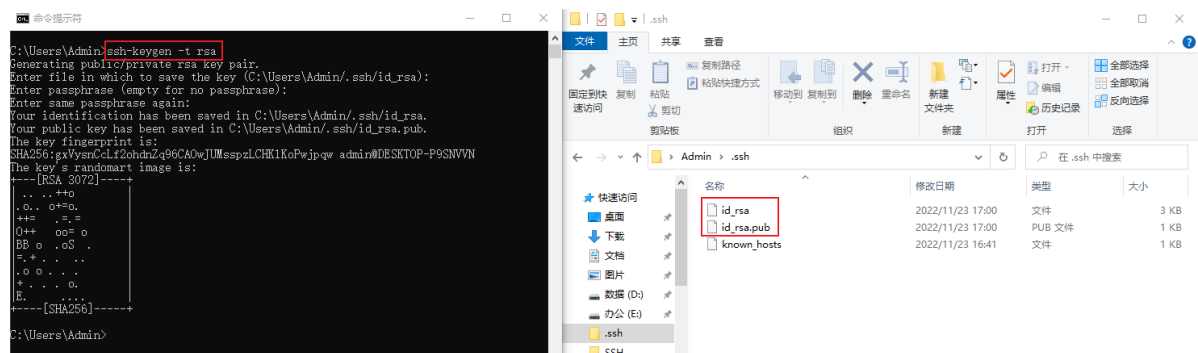 命令提示符
C:\Users\Admin>ssh-keygen -t rsa
Generating public/private rsa key pair.
Enter file in which to save the key (C:\Users\Admin/.ssh/id_rsa):
Enter passphrase (empty for no passphrase):
Enter same passphrase again:
Your identification has been saved in C:\Users\Admin/.ssh/id_rsa.
Your public key has been saved in C:\Users\Admin/.ssh/id_rsa.pub.
The key fingerprint is:
SHA256:gxVysnCcLf2ohdnZq96CAOwJUMsspzLCHK1KoPwjpqw admin@DESKTOP-P9SNVVN
The key's randomart image is:
+---[RSA 3072]----+
| .. ..++o
|.o.. o+=o.
|++= .=.=
|O++ oo= o
|BB o .oS .
|=.+ . .. ..
|.o o . . .
|+ . . . o.
|E. ....
+----[SHA256]-----+
C:\Users\Admin>
.ssh
文件 主页 共享 查看
固定到快速访问 复制 粘贴 复制路径 粘贴快捷方式 剪切
移动到 复制到 删除 重命名
新建文件夹
属性 打开 编辑 历史记录
全部选择 全部取消 反向选择
剪贴板 组织 新建 打开 选择
Admin › .ssh
在 .ssh 中搜索
快速访问
桌面
下载
文档
图片
数据 (D:)
办公 (E:)
.ssh
SSH
名称 修改日期 类型 大小
id_rsa 2022/11/23 17:00 文件 3 KB
id_rsa.pub 2022/11/23 17:00 PUB 文件 1 KB
known_hosts 2022/11/23 16:41 文件 1 KB